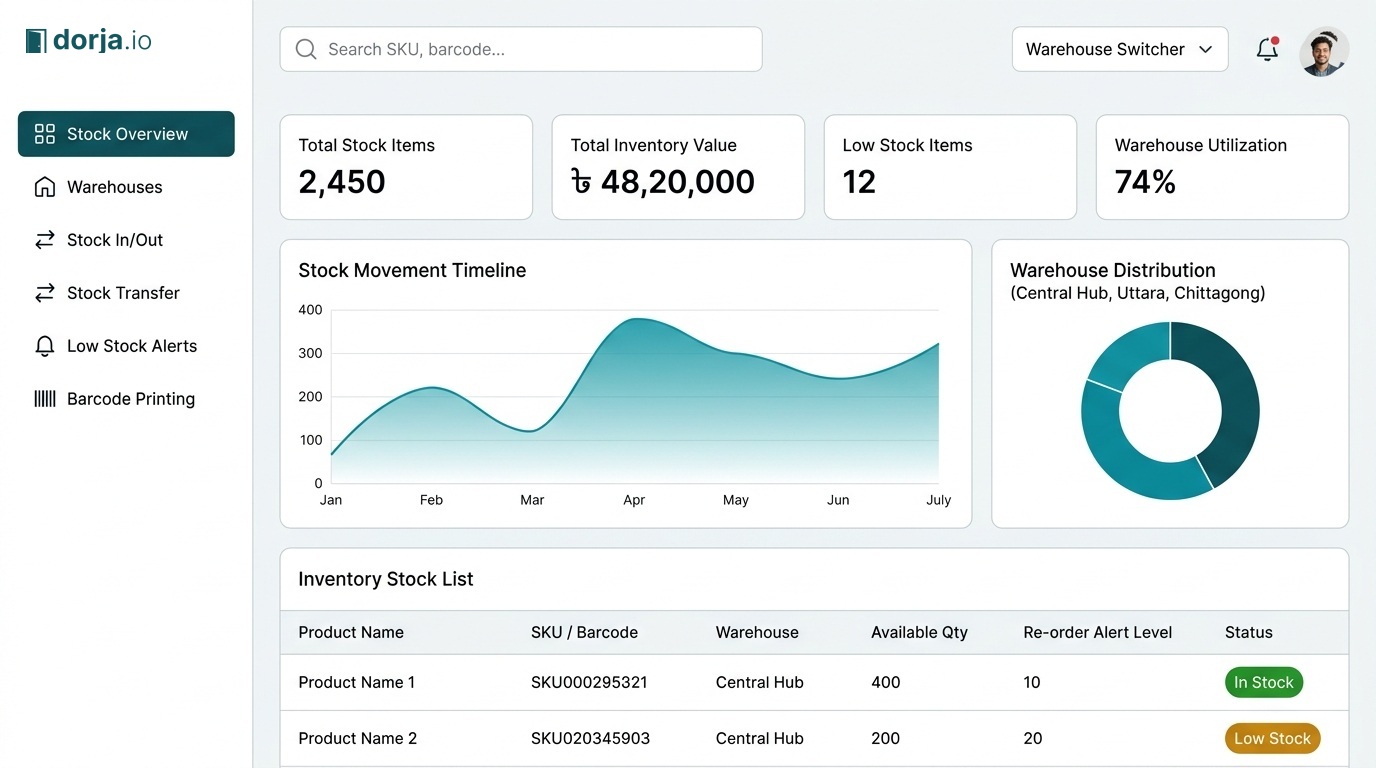 dorja.io
Search SKU, barcode...
Warehouse Switcher
Stock Overview
Warehouses
Stock In/Out
Stock Transfer
Low Stock Alerts
Barcode Printing
Total Stock Items
2,450
Total Inventory Value
৳ 48,20,000
Low Stock Items
12
Warehouse Utilization
74%
Stock Movement Timeline
400
300
200
100
0
Jan Feb Mar Apr May Jun July
Warehouse Distribution
(Central Hub, Uttara, Chittagong)
Inventory Stock List
Product Name SKU / Barcode Warehouse Available Qty Re-order Alert Level Status
Product Name 1 SKU000295321 Central Hub 400 10 In Stock
Product Name 2 SKU020345903 Central Hub 200 20 Low Stock